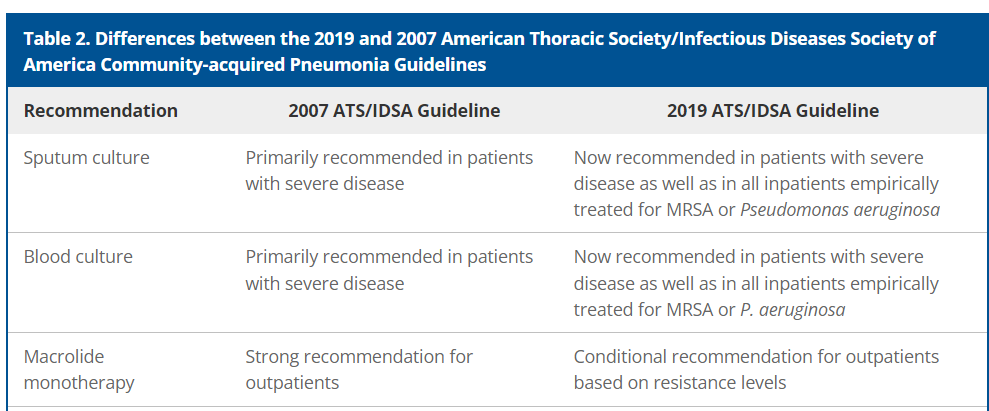 Table 2. Differences between the 2019 and 2007 American Thoracic Society/Infectious Diseases Society of
America Community-acquired Pneumonia Guidelines
Recommendation 2007 ATS/IDSA Guideline 2019 ATS/IDSA Guideline
Sputum culture Primarily recommended in patients Now recommended in patients with severe
with severe disease disease as well as in all inpatients empirically
treated for MRSA or Pseudomonas aeruginosa
Blood culture Primarily recommended in patients Now recommended in patients with severe
with severe disease disease as well as in all inpatients empirically
treated for MRSA or P. aeruginosa
Macrolide Strong recommendation for Conditional recommendation for outpatients
monotherapy outpatients based on resistance levels